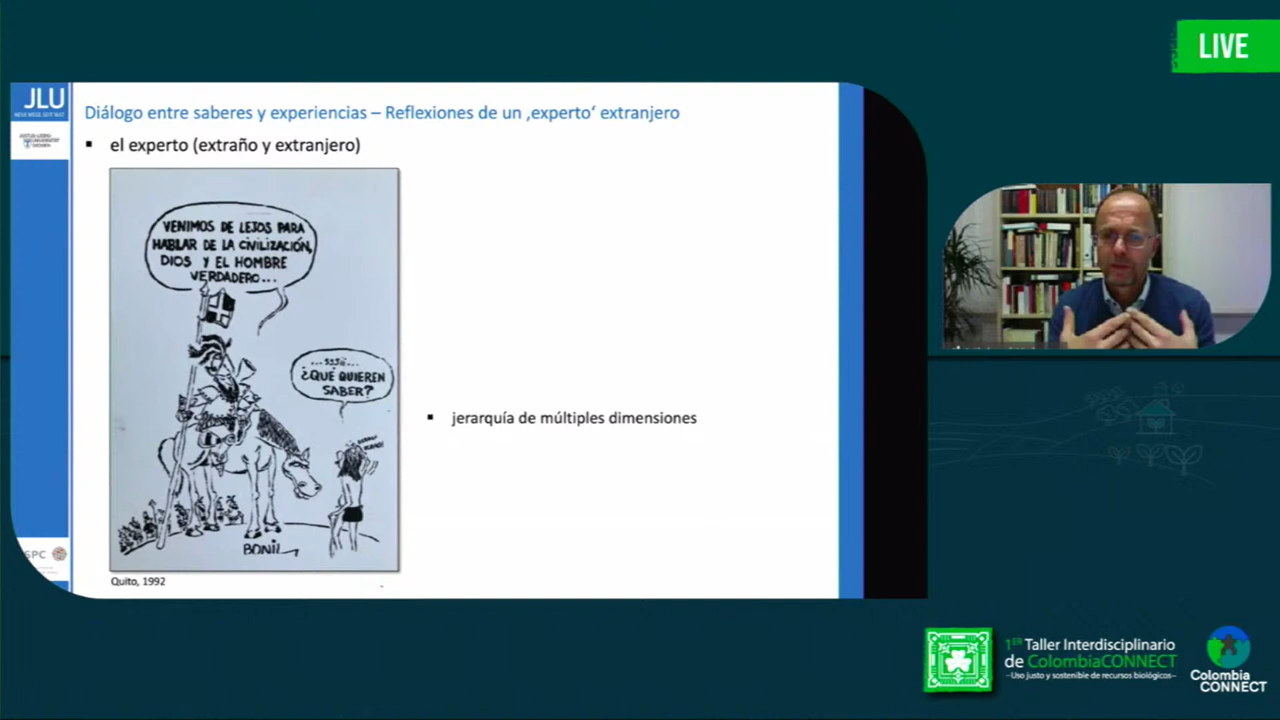 LIVE
JLU
Diálogo entre saberes y experiencias – Reflexiones de un ‚experto‘ extranjero
▪ el experto (extraño y extranjero)
VENIMOS DE LEJOS PARA
HABLAR DE LA CIVILIZACIÓN,
DIOS Y EL HOMBRE
VERDADERO...
¿QUÉ QUIEREN
SABER?
▪ jerarquía de múltiples dimensiones
BONIL
Quito, 1992
SPC
1ER Taller Interdisciplinario
de ColombiaCONNECT
–Uso justo y sostenible de recursos biológicos–
Colombia
CONNECT